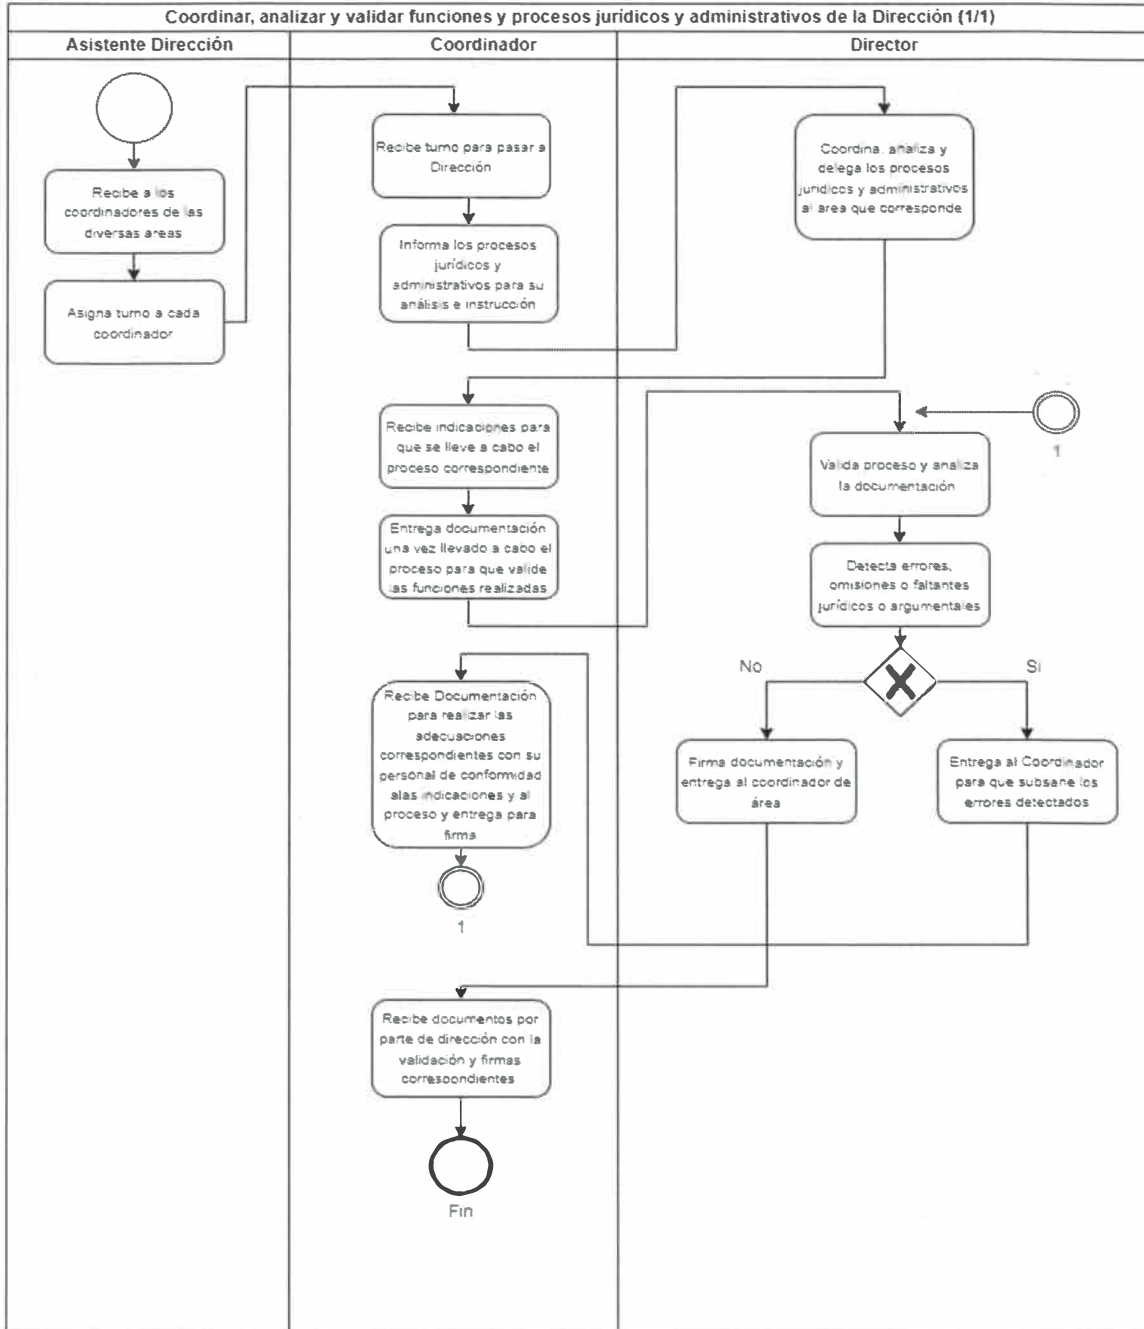 Coordinar, analizar y validar funciones y procesos jurídicos y administrativos de la Dirección (1/1)
Asistente Dirección
Coordinador
Director
Recibe a los
coordinadores de las
diversas areas
Asigna turno a cada
coordinador
Recibe turno para pasar a
Dirección
Informa los procesos
jurídicos y
administrativos para su
análisis e instrucción
Coordina, analiza y
delega los procesos
jurídicos y administrativos
al área que corresponde
Recibe indicaciones para
que se lleve a cabo el
proceso correspondiente
Entrega documentación
una vez llevado a cabo el
proceso para que valide
las funciones realizadas
1
Valida proceso y analiza
la documentación
Detecta errores,
omisiones o faltantes
jurídicos o argumentales
No
Si
Firma documentación y
entrega al coordinador de
área
Entrega al Coordinador
para que subsane los
errores detectados
Recibe Documentación
para realizar las
adecuaciones
correspondientes con su
personal de conformidad
alas indicaciones y al
proceso y entrega para
firma
1
Recibe documentos por
parte de dirección con la
validación y firmas
correspondientes
Fin